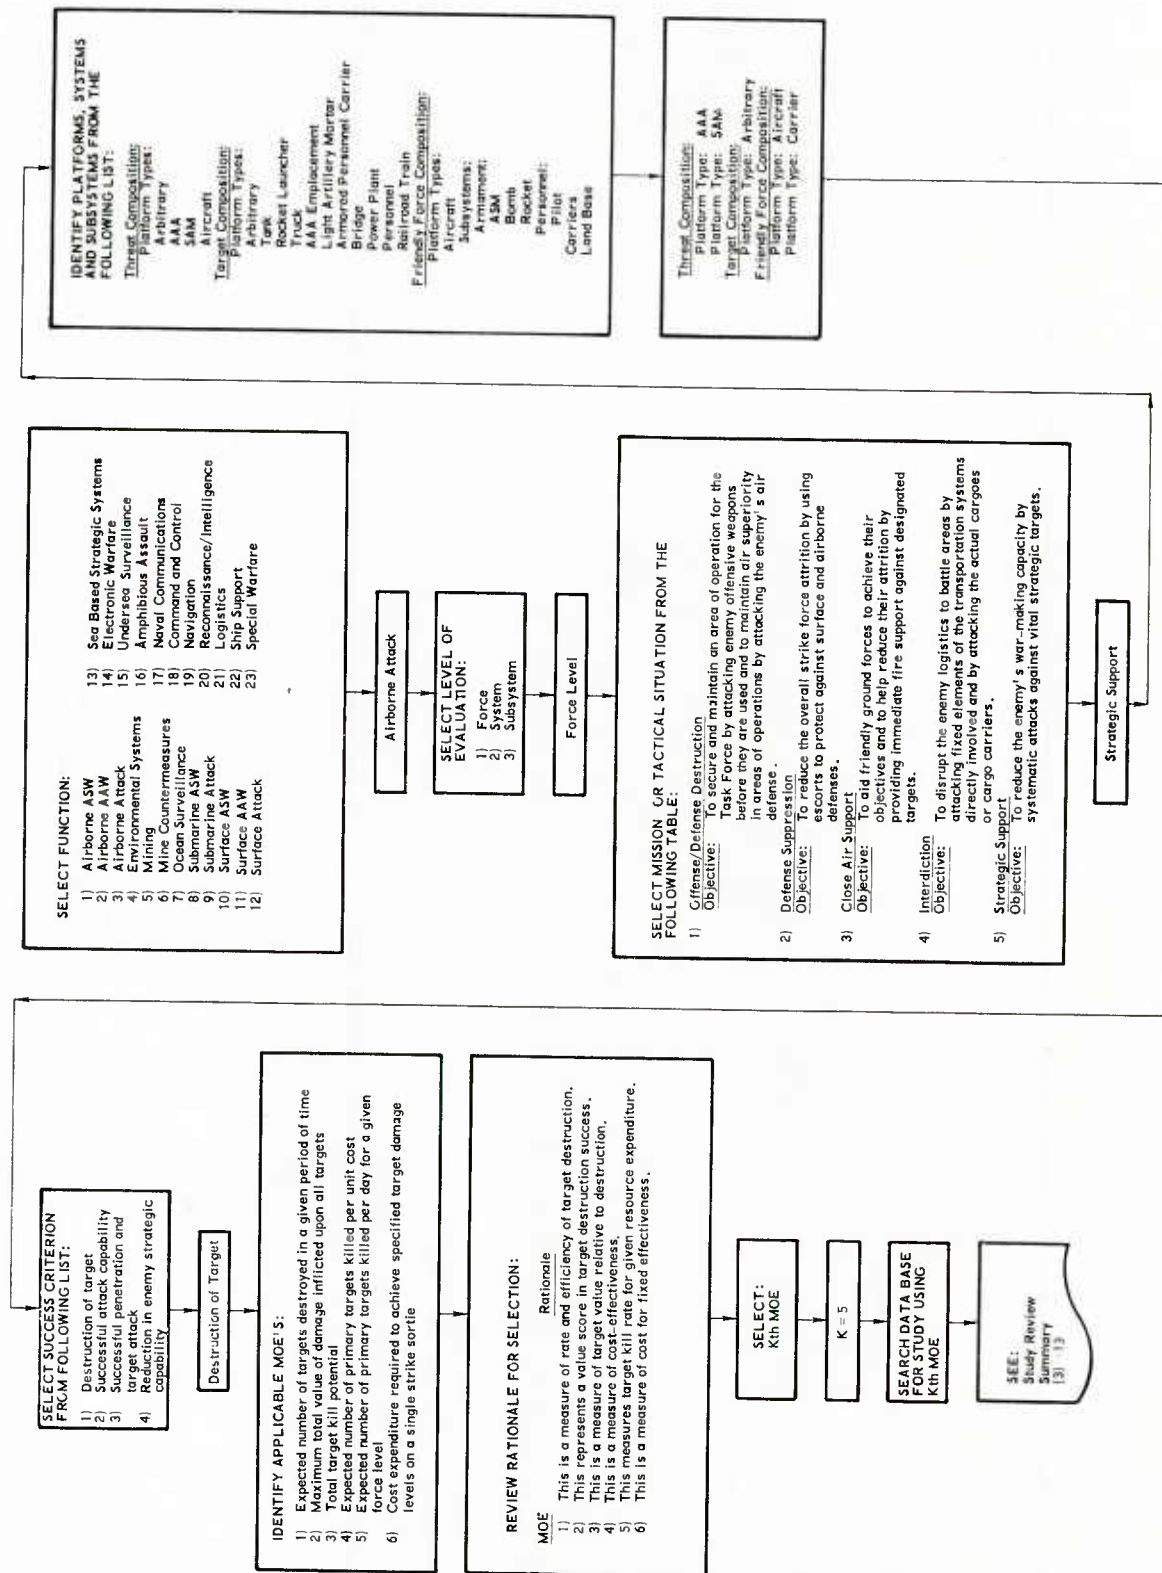 SELECT SUCCESS CRITERION
FROM FOLLOWING LIST:
1) Destruction of target
2) Successful attack capability
3) Successful penetration and
target attack
4) Reduction in enemy strategic
capability
Destruction of Target
IDENTIFY APPLICABLE MOE'S:
1) Expected number of targets destroyed in a given period of time
2) Maximum total value of damage inflicted upon all targets
3) Total target kill potential
4) Expected number of primary targets killed per unit cost
5) Expected number of primary targets killed per day for a given
force level
6) Cost expenditure required to achieve specified target damage
levels on a single strike sortie
REVIEW RATIONALE FOR SELECTION:
MOE Rationale
1) This is a measure of rate and efficiency of target destruction.
2) This represents a value score in target destruction success.
3) This is a measure of target value relative to destruction.
4) This is a measure of cost-effectiveness.
5) This measures target kill rate for given resource expenditure.
6) This is a measure of cost for fixed effectiveness.
SELECT:
Kth MOE
K = 5
SEARCH DATA BASE
FOR STUDY USING
Kth MOE
SEE:
Study Review
Summary
(3) 13
SELECT FUNCTION:
1) Airborne ASW
2) Airborne AAW
3) Airborne Attack
4) Environmental Systems
5) Mining
6) Mine Countermeasures
7) Ocean Surveillance
8) Submarine ASW
9) Submarine Attack
10) Surface ASW
11) Surface AAW
12) Surface Attack
13) Sea Based Strategic Systems
14) Electronic Warfare
15) Undersea Surveillance
16) Amphibious Assault
17) Naval Communications
18) Command and Control
19) Navigation
20) Reconnaissance/Intelligence
21) Logistics
22) Ship Support
23) Special Warfare
Airborne Attack
SELECT LEVEL OF
EVALUATION:
1) Force
2) System
3) Subsystem
Force Level
SELECT MISSION OR TACTICAL SITUATION FROM THE
FOLLOWING TABLE:
1) Offense/Defense Destruction
Objective: To secure and maintain an area of operation for the
Task Force by attacking enemy offensive weapons
before they are used and to maintain air superiority
in areas of operations by attacking the enemy's air
defense.
2) Defense Suppression
Objective: To reduce the overall strike force attrition by using
escorts to protect against surface and airborne
defenses.
3) Close Air Support
Objective: To aid friendly ground forces to achieve their
objectives and to help reduce their attrition by
providing immediate fire support against designated
targets.
4) Interdiction
Objective: To disrupt the enemy logistics to battle areas by
attacking fixed elements of the transportation systems
directly involved and by attacking the actual cargoes
or cargo carriers.
5) Strategic Support
Objective: To reduce the enemy's war-making capacity by
systematic attacks against vital strategic targets.
Strategic Support
IDENTIFY PLATFORMS, SYSTEMS
AND SUBSYSTEMS FROM THE
FOLLOWING LIST:
Threat Composition:
Platform Types:
Arbitrary
AAA
SAM
Aircraft
Target Composition:
Platform Types:
Arbitrary
Tank
Rocket Launcher
Truck
AAA Emplacement
Light Artillery Mortar
Armored Personnel Carrier
Bridge
Power Plant
Personnel
Railroad Train
Friendly Force Composition:
Platform Types:
Aircraft
Subsystems:
Armament:
ASM
Bomb
Rocket
Personnel:
Pilot
Carriers
Land Base
Threat Composition:
Platform Type: AAA
Platform Type: SAM
Target Composition:
Platform Type: Arbitrary
Friendly Force Composition:
Platform Type: Aircraft
Platform Type: Carrier